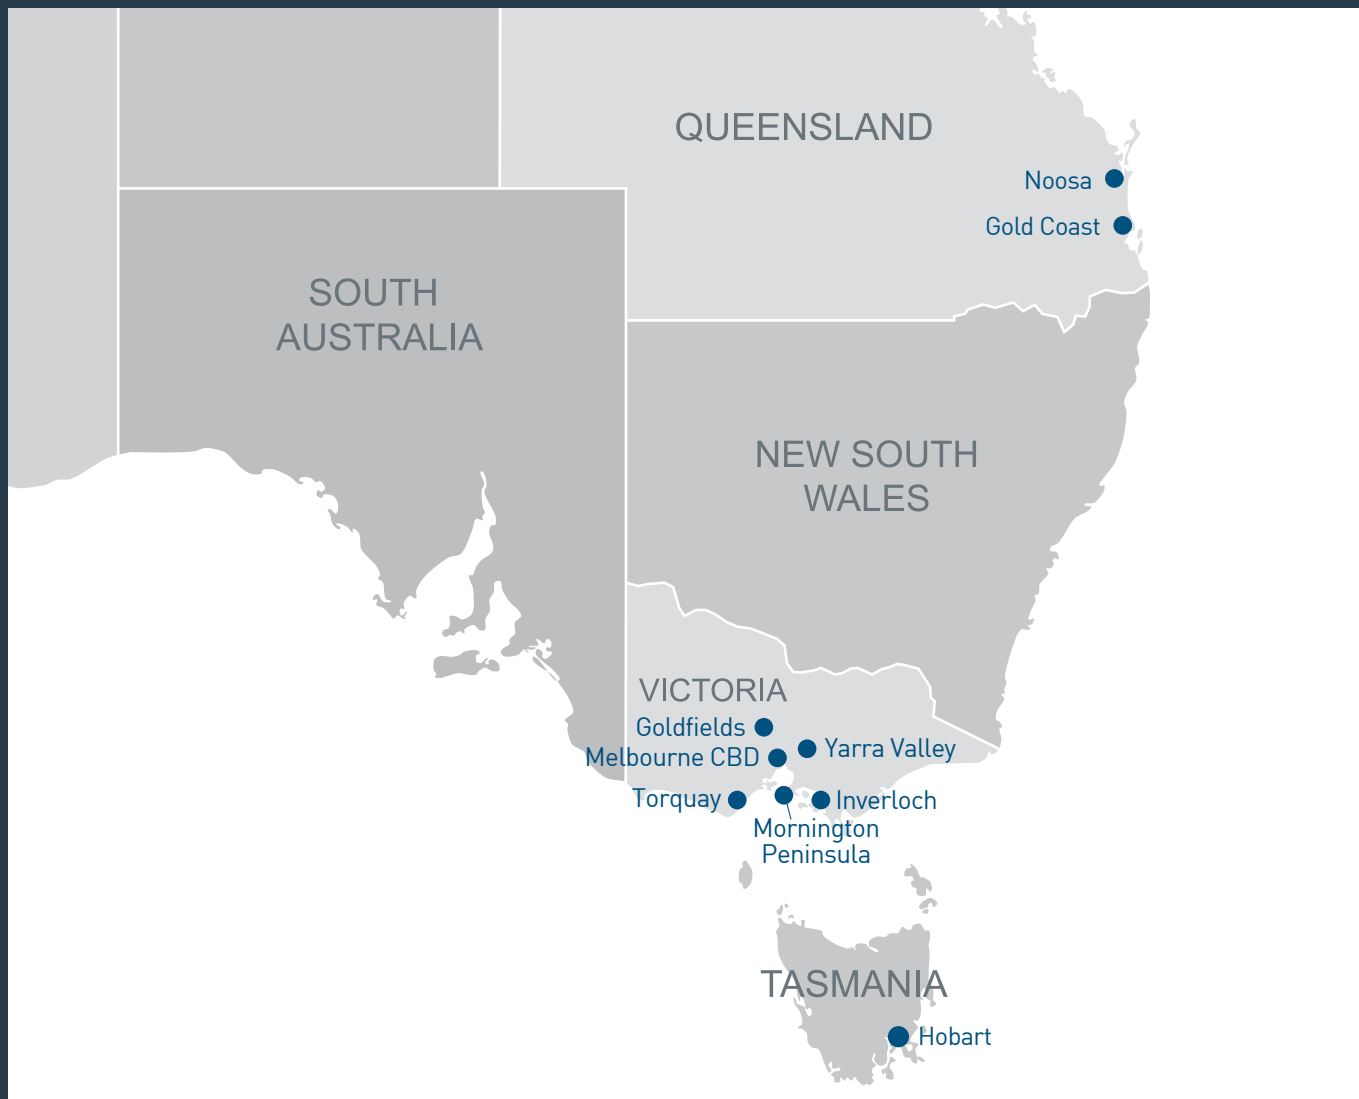 QUEENSLAND
Noosa
Gold Coast
SOUTH
AUSTRALIA
NEW SOUTH
WALES
VICTORIA
Goldfields
Yarra Valley
Melbourne CBD
Torquay
Inverloch
Mornington
Peninsula
TASMANIA
Hobart